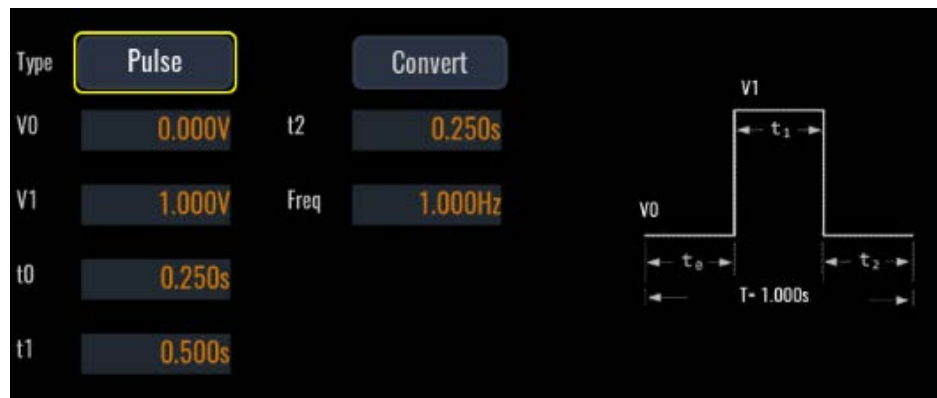 Type Pulse Convert
V0 0.000V t2 0.250s
V1 1.000V Freq 1.000Hz
t0 0.250s
t1 0.500s
V1
t₁
V0
t₀ t₂
T- 1.000s